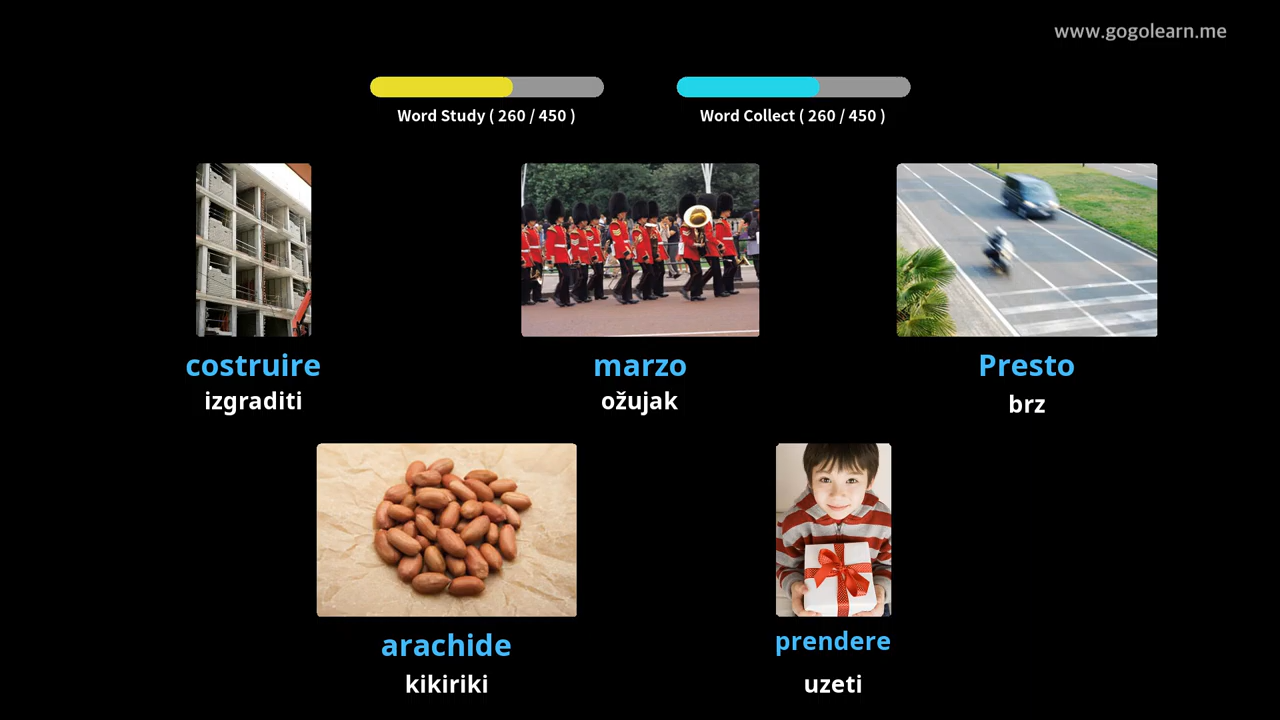 www.gogolearn.me
Word Study ( 260 / 450 )
Word Collect ( 260 / 450 )
costruire
izgraditi
marzo
ožujak
Presto
brz
arachide
kikiriki
prendere
uzeti